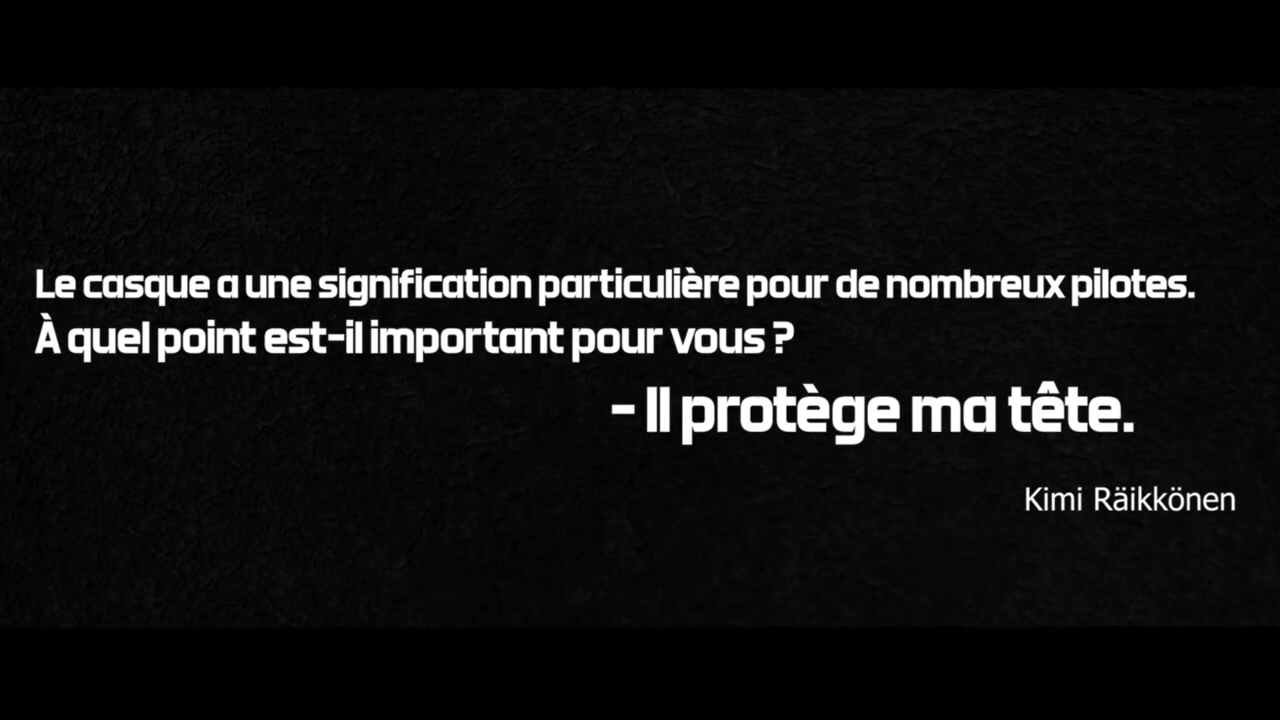 Le casque a une signification particulière pour de nombreux pilotes.
À quel point est-il important pour vous ?
- Il protège ma tête.
Kimi Räikkönen